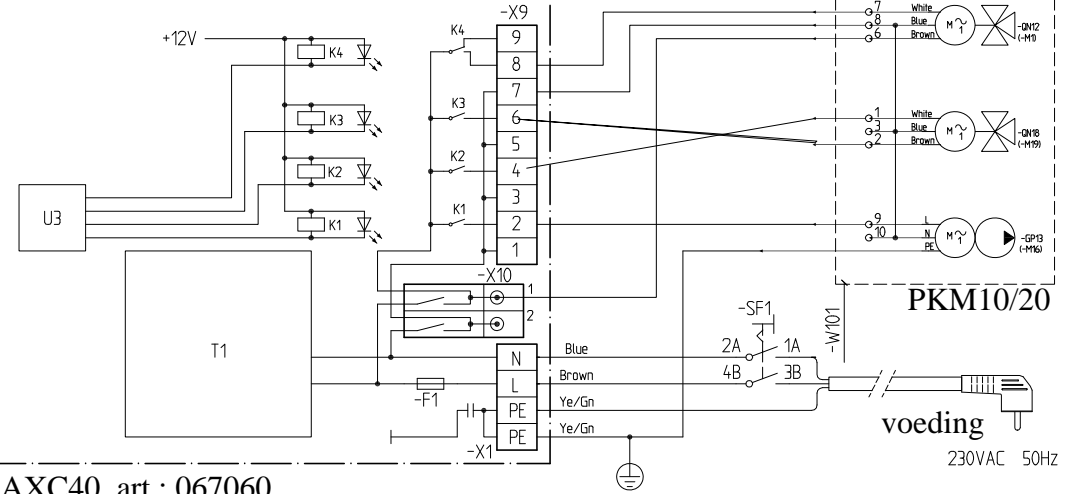 -X9
7
White
8
Blue
6
Brown
M 1
-QN12
(-M1)
K4
9
+12V
K4
8
7
K3
K3
6
1
White
3
Blue
2
Brown
M 1
-QN18
(-M19)
5
K2
K2
4
3
U3
K1
K1
2
9
L
10
N
PE
M 1
-GP13
(-M16)
1
-X10
1
2
PKM10/20
-SF1
-W101
T1
N
Blue
2A
1A
L
Brown
4B
3B
-F1
PE
Ye/Gn
PE
Ye/Gn
-X1
voeding
230VAC 50Hz
AXC40 art.: 067060